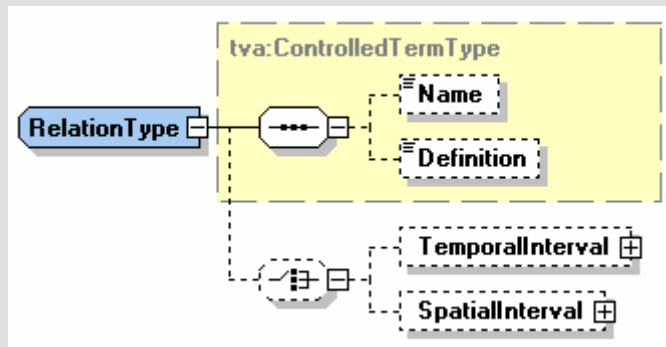 tva:ControlledTermType
Name
RelationType
Definition
TemporalInterval
SpatialInterval